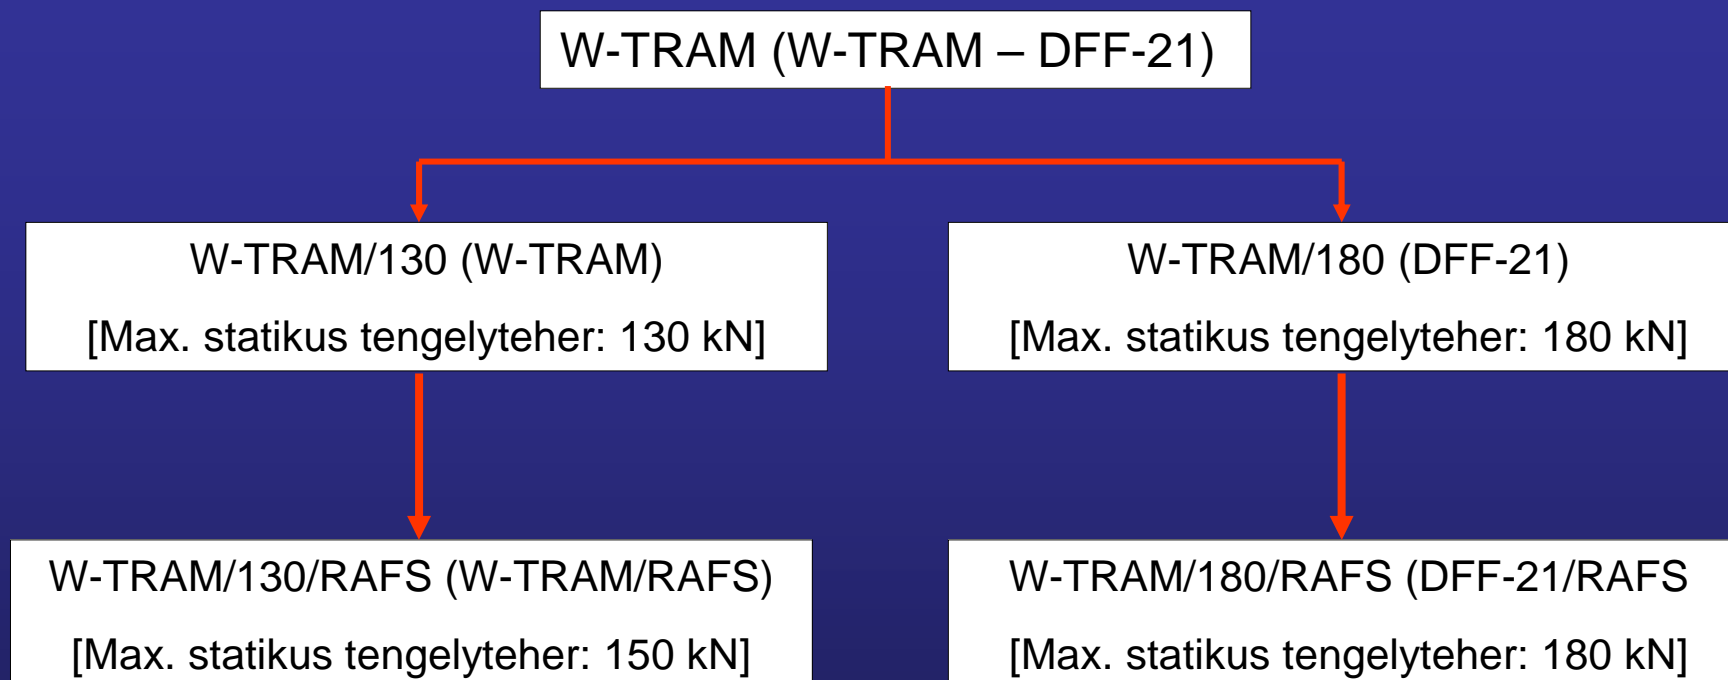 W-TRAM (W-TRAM – DFF-21)
W-TRAM/130 (W-TRAM)
[Max. statikus tengelyteher: 130 kN]
W-TRAM/180 (DFF-21)
[Max. statikus tengelyteher: 180 kN]
W-TRAM/130/RAFS (W-TRAM/RAFS)
[Max. statikus tengelyteher: 150 kN]
W-TRAM/180/RAFS (DFF-21/RAFS
[Max. statikus tengelyteher: 180 kN]